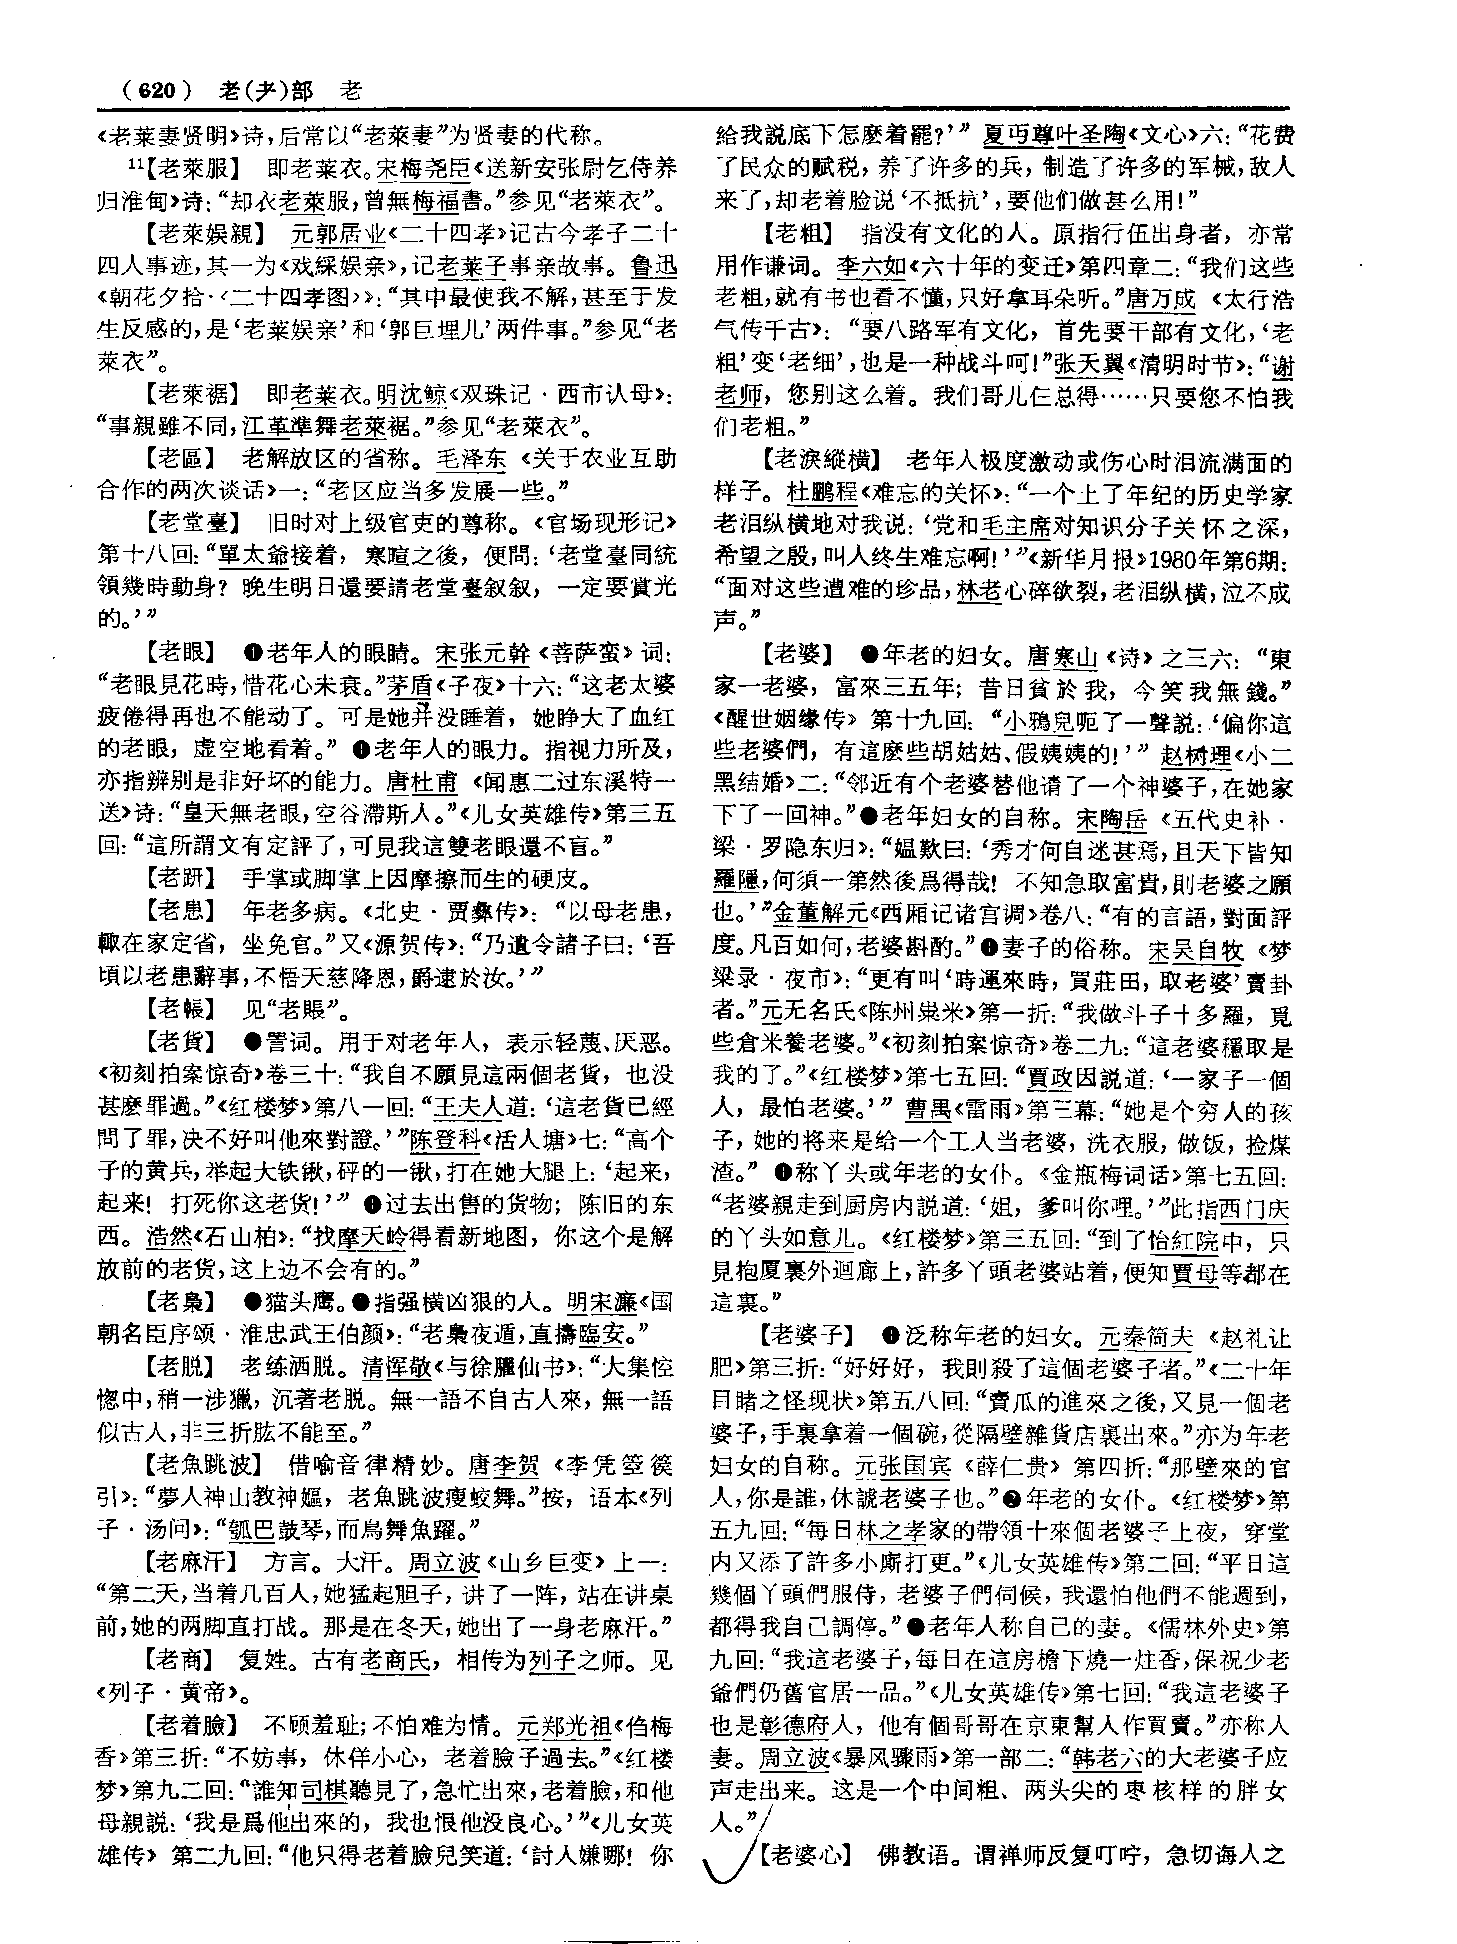 （620） 老（耂）部 老
《老莱妻贤明》诗，后常以“老萊妻”为贤妻的代称。
11【老萊服】 即老莱衣。宋梅尧臣《送新安张尉乞侍养
归淮甸》诗：“却衣老萊服，曾無梅福書。”参见“老萊衣”。
【老萊娱親】 元郭居业《二十四孝》记古今孝子二十
四人事迹，其一为《戏綵娱亲》，记老莱子事亲故事。鲁迅
《朝花夕拾·〈二十四孝图〉》：“其中最使我不解，甚至于发
生反感的，是‘老莱娱亲’和‘郭巨埋儿’两件事。”参见“老
萊衣”。
【老萊裾】 即老莱衣。明沈鲸《双珠记·西市认母》：
“事親雖不同，江革準舞老萊裾。”参见“老萊衣”。
【老區】 老解放区的省称。毛泽东《关于农业互助
合作的两次谈话》一：“老区应当多发展一些。”
【老堂臺】 旧时对上级官吏的尊称。《官场现形记》
第十八回：“單太爺接着，寒暄之後，便問：‘老堂臺同統
領幾時動身？晚生明日還要請老堂臺叙叙，一定要賞光
的。’”
【老眼】 ❶老年人的眼睛。宋张元幹《菩萨蛮》词：
“老眼見花時，惜花心未衰。”茅盾《子夜》十六：“这老太婆
疲倦得再也不能动了。可是她并没睡着，她睁大了血红
的老眼，虚空地看着。”❷老年人的眼力。指视力所及，
亦指辨别是非好坏的能力。唐杜甫《闻惠二过东溪特一
送》诗：“皇天無老眼，空谷滯斯人。”《儿女英雄传》第三五
回：“這所謂文有定評了，可見我這雙老眼還不盲。”
【老趼】 手掌或脚掌上因摩擦而生的硬皮。
【老患】 年老多病。《北史·贾彝传》：“以母老患，
輒在家定省，坐免官。”又《源贺传》：“乃遺令諸子曰：‘吾
頃以老患辭事，不悟天慈降恩，爵逮於汝。’”
【老帳】 见“老賬”。
【老貨】 ❶詈词。用于对老年人，表示轻蔑、厌恶。
《初刻拍案惊奇》卷三十：“我自不願見這兩個老貨，也没
甚麽罪過。”《红楼梦》第八一回：“王夫人道：‘這老貨已經
問了罪，决不好叫他來對證。’”陈登科《活人塘》七：“高个
子的黄兵，举起大铁锹，砰的一锹，打在她大腿上：‘起来，
起来！打死你这老货！’”❷过去出售的货物；陈旧的东
西。浩然《石山柏》：“找摩天岭得看新地图，你这个是解
放前的老货，这上边不会有的。”
【老梟】 ❶猫头鹰。❷指强横凶狠的人。明宋濂《国
朝名臣序颂·淮忠武王伯颜》：“老梟夜遁，直擣臨安。”
【老脱】 老练洒脱。清恽敬《与徐臞仙书》：“大集悾
惚中，稍一涉獵，沉著老脱。無一語不自古人來，無一語
似古人，非三折肱不能至。”
【老魚跳波】 借喻音律精妙。唐李贺《李凭箜篌
引》：“夢人神山教神嫗，老魚跳波瘦蛟舞。”按，语本《列
子·汤问》：“瓠巴鼓琴，而鳥舞魚躍。”
【老麻汗】 方言。大汗。周立波《山乡巨变》上一：
“第二天，当着几百人，她猛起胆子，讲了一阵，站在讲桌
前，她的两脚直打战。那是在冬天，她出了一身老麻汗。”
【老商】 复姓。古有老商氏，相传为列子之师。见
《列子·黄帝》。
【老着臉】 不顾羞耻；不怕难为情。元郑光祖《㑇梅
香》第三折：“不妨事，休佯小心，老着臉子過去。”《红楼
梦》第九二回：“誰知司棋聽見了，急忙出來，老着臉，和他
母親説：‘我是爲他出來的，我也恨他没良心。’”《儿女英
雄传》第二九回：“他只得老着臉兒笑道：‘討人嫌哪！你
給我説底下怎麽着罷？’”夏丏尊叶圣陶《文心》六：“花费
了民众的赋税，养了许多的兵，制造了许多的军械，敌人
来了，却老着脸说‘不抵抗’，要他们做甚么用！”
【老粗】 指没有文化的人。原指行伍出身者，亦常
用作谦词。李六如《六十年的变迁》第四章二：“我们这些
老粗，就有书也看不懂，只好拿耳朵听。”唐万成《太行浩
气传千古》：“要八路军有文化，首先要干部有文化，‘老
粗’变‘老细’，也是一种战斗呵！”张天翼《清明时节》：“谢
老师，您别这么着。我们哥儿仨总得……只要您不怕我
们老粗。”
【老淚縱横】 老年人极度激动或伤心时泪流满面的
样子。杜鹏程《难忘的关怀》：“一个上了年纪的历史学家
老泪纵横地对我说：‘党和毛主席对知识分子关怀之深，
希望之殷，叫人终生难忘啊！’”《新华月报》1980年第6期：
“面对这些遭难的珍品，林老心碎欲裂，老泪纵横，泣不成
声。”
【老婆】 ❶年老的妇女。唐寒山《诗》之三六：“東
家一老婆，富來三五年；昔日貧於我，今笑我無錢。”
《醒世姻缘传》第十九回：“小鴉兒呃了一聲説：‘偏你這
些老婆們，有這麽些胡姑姑、假姨姨的！’”赵树理《小二
黑结婚》二：“邻近有个老婆替他请了一个神婆子，在她家
下了一回神。”❷老年妇女的自称。宋陶岳《五代史补·
梁·罗隐东归》：“媪歎曰：‘秀才何自迷甚焉，且天下皆知
羅隱，何須一第然後爲得哉！不知急取富貴，則老婆之願
也。’”金董解元《西厢记诸宫调》卷八：“有的言語，對面評
度。凡百如何，老婆斟酌。”❸妻子的俗称。宋吴自牧《梦
粱录·夜市》：“更有叫‘時運來時，買莊田，取老婆’賣卦
者。”元无名氏《陈州粜米》第一折：“我做斗子十多羅，覓
些倉米養老婆。”《初刻拍案惊奇》卷二九：“這老婆穩取是
我的了。”《红楼梦》第七五回：“賈政因説道：‘一家子一個
人，最怕老婆。’”曹禺《雷雨》第三幕：“她是个穷人的孩
子，她的将来是给一个工人当老婆，洗衣服，做饭，捡煤
渣。”❹称丫头或年老的女仆。《金瓶梅词话》第七五回：
“老婆親走到厨房内説道：‘姐，爹叫你哩。’”此指西门庆
的丫头如意儿。《红楼梦》第三五回：“到了怡紅院中，只
見抱厦裏外迴廊上，許多丫頭老婆站着，便知賈母等都在
這裏。”
【老婆子】 ❶泛称年老的妇女。元秦简夫《赵礼让
肥》第三折：“好好好，我則殺了這個老婆子者。”《二十年
目睹之怪现状》第五八回：“賣瓜的進來之後，又見一個老
婆子，手裏拿着一個碗，從隔壁雜貨店裏出來。”亦为年老
妇女的自称。元张国宾《薛仁贵》第四折：“那壁來的官
人，你是誰，休諕老婆子也。”❷年老的女仆。《红楼梦》第
五九回：“每日林之孝家的帶領十來個老婆子上夜，穿堂
内又添了許多小廝打更。”《儿女英雄传》第二回：“平日這
幾個丫頭們服侍，老婆子們伺候，我還怕他們不能週到，
都得我自己調停。”❸老年人称自己的妻。《儒林外史》第
九回：“我這老婆子，每日在這房檐下燒一炷香，保祝少老
爺們仍舊官居一品。”《儿女英雄传》第七回：“我這老婆子
也是彰德府人，他有個哥哥在京東幫人作買賣。”亦称人
妻。周立波《暴风骤雨》第一部二：“韩老六的大老婆子应
声走出来。这是一个中间粗、两头尖的枣核样的胖女
人。”
【老婆心】 佛教语。谓禅师反复叮咛，急切诲人之